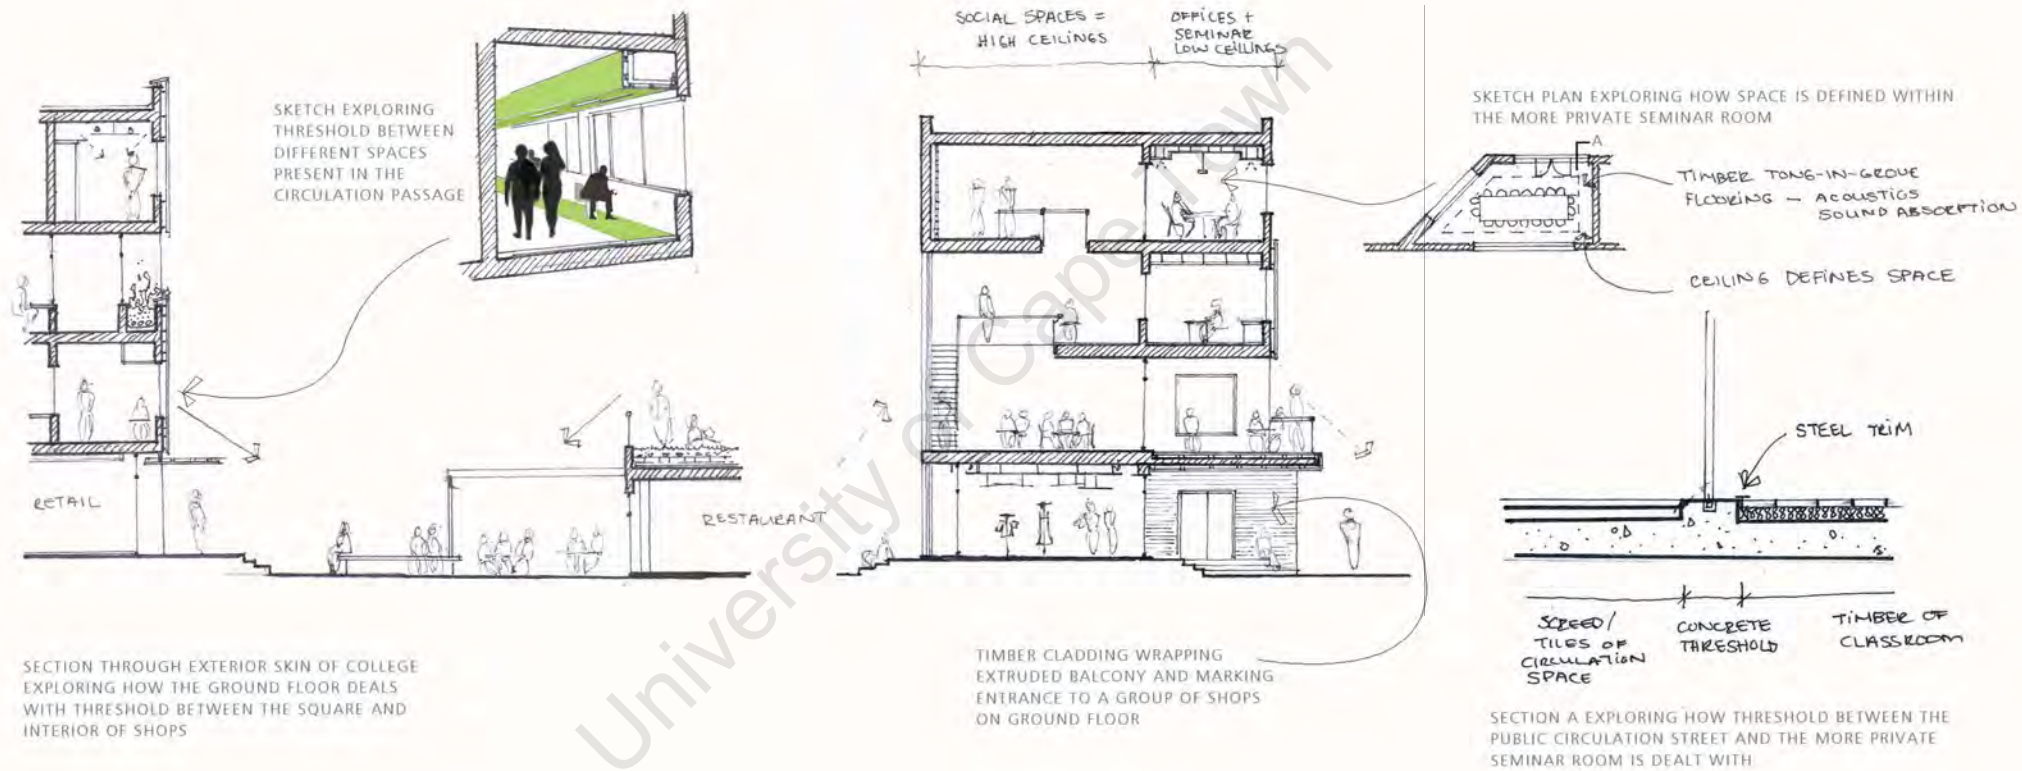 SKETCH EXPLORING
THRESHOLD BETWEEN
DIFFERENT SPACES
PRESENT IN THE
CIRCULATION PASSAGE
RETAIL
RESTAURANT
SECTION THROUGH EXTERIOR SKIN OF COLLEGE
EXPLORING HOW THE GROUND FLOOR DEALS
WITH THRESHOLD BETWEEN THE SQUARE AND
INTERIOR OF SHOPS
SOCIAL SPACES =
HIGH CEILINGS
OFFICES +
SEMINAR
LOW CEILINGS
TIMBER CLADDING WRAPPING
EXTRUDED BALCONY AND MARKING
ENTRANCE TO A GROUP OF SHOPS
ON GROUND FLOOR
SKETCH PLAN EXPLORING HOW SPACE IS DEFINED WITHIN
THE MORE PRIVATE SEMINAR ROOM
A
TIMBER TONG-IN-GROVE
FLOORING - ACOUSTICS
SOUND ABSORPTION
CEILING DEFINES SPACE
STEEL TRIM
SCREED/
TILES OF
CIRCULATION
SPACE
CONCRETE
THRESHOLD
TIMBER OF
CLASSROOM
SECTION A EXPLORING HOW THRESHOLD BETWEEN THE
PUBLIC CIRCULATION STREET AND THE MORE PRIVATE
SEMINAR ROOM IS DEALT WITH
University of Cape Town